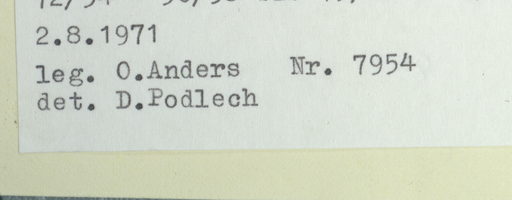 2.8.1971
leg. O.Anders   Nr. 7954
det. D.Podlech